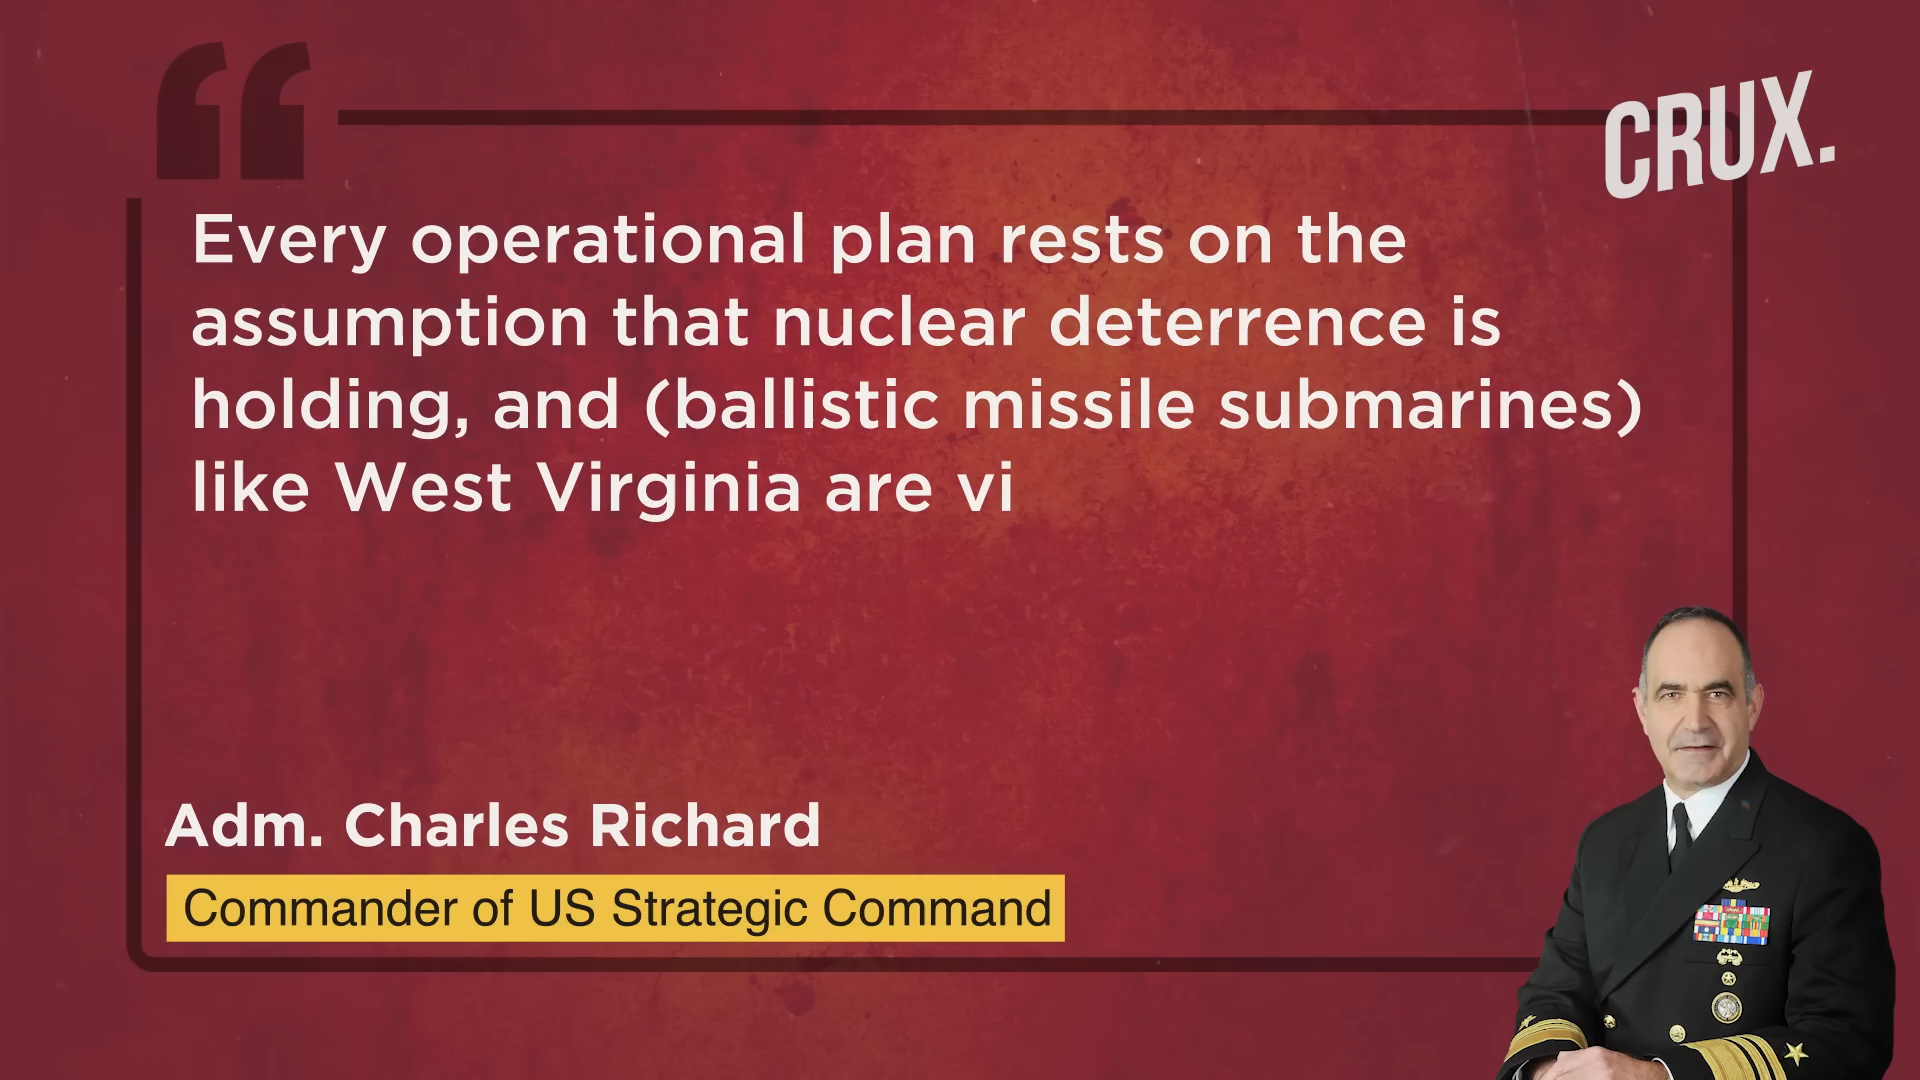 CRUX.
Every operational plan rests on the
assumption that nuclear deterrence is
holding, and (ballistic missile submarines)
like West Virginia are vi
Adm. Charles Richard
Commander of US Strategic Command